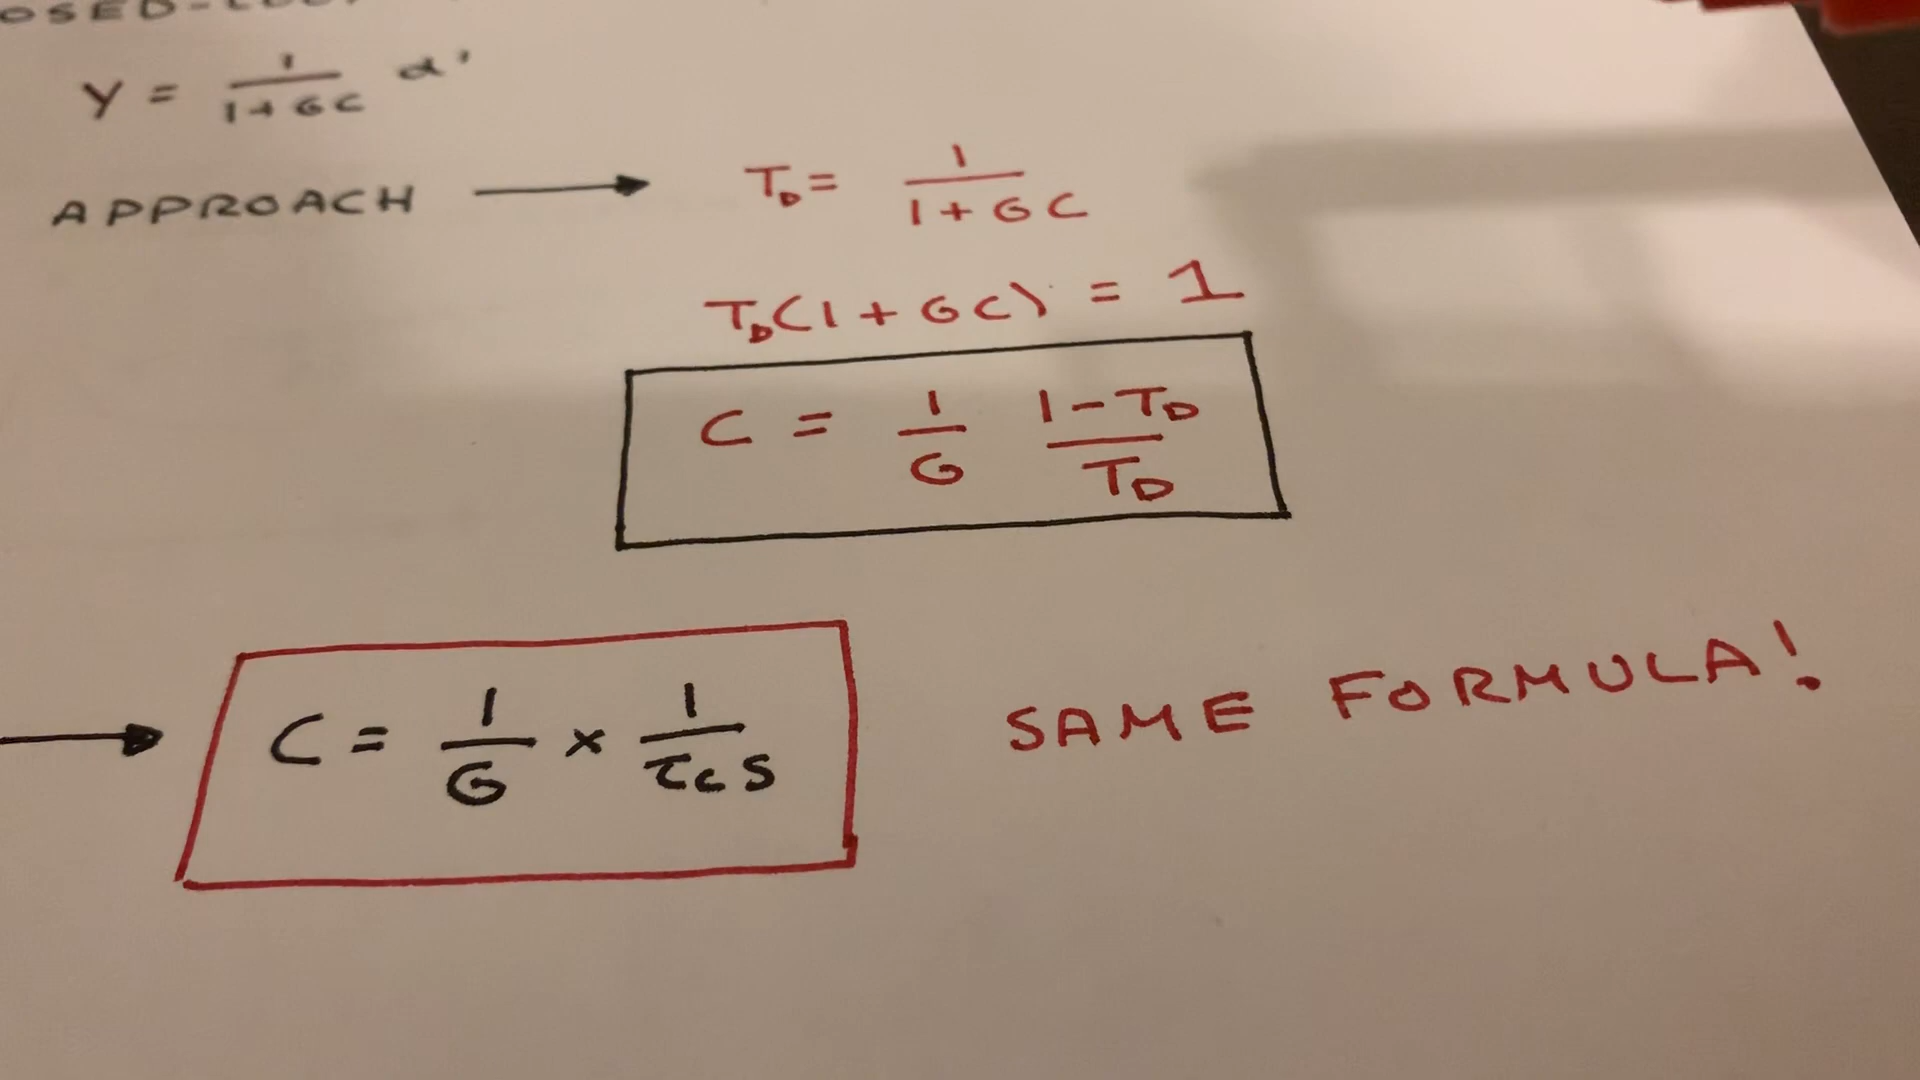 Y = 1/(1+GC) d'
APPROACH → T_D = 1/(1+GC)
T_D(1+GC) = 1
C = 1/G (1-T_D)/T_D
→ C = 1/G × 1/(τ_c s)
SAME FORMULA!